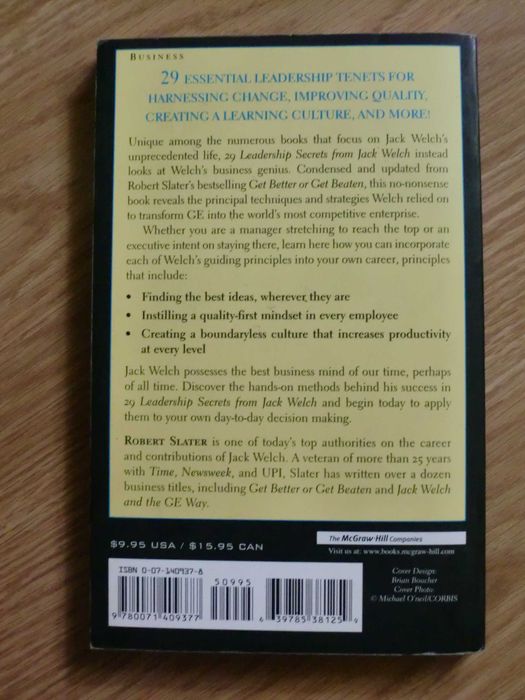 BUSINESS
29 ESSENTIAL LEADERSHIP TENETS FOR
HARNESSING CHANGE, IMPROVING QUALITY,
CREATING A LEARNING CULTURE, AND MORE!
Unique among the numerous books that focus on Jack Welch's
unprecedented life, 29 Leadership Secrets from Jack Welch instead
looks at Welch's business genius. Condensed and updated from
Robert Slater's bestselling Get Better or Get Beaten, this no-nonsense
book reveals the principal techniques and strategies Welch relied on
to transform GE into the world's most competitive enterprise.
Whether you are a manager stretching to reach the top or an
executive intent on staying there, learn here how you can incorporate
each of Welch's guiding principles into your own career, principles
that include:
• Finding the best ideas, wherever they are
• Instilling a quality-first mindset in every employee
• Creating a boundaryless culture that increases productivity
at every level
Jack Welch possesses the best business mind of our time, perhaps
of all time. Discover the hands-on methods behind his success in
29 Leadership Secrets from Jack Welch and begin today to apply
them to your own day-to-day decision making.
ROBERT SLATER is one of today's top authorities on the career
and contributions of Jack Welch. A veteran of more than 25 years
with Time, Newsweek, and UPI, Slater has written over a dozen
business titles, including Get Better or Get Beaten and Jack Welch
and the GE Way.
$9.95 USA / $15.95 CAN
The McGraw-Hill Companies
Visit us at: www.books.mcgraw-hill.com
ISBN 0-07-140937-8
50995
9 780071 409377
6 39785 38125 9
Cover Design:
Brian Boucher
Cover Photo:
© Michael O'neil/CORBIS